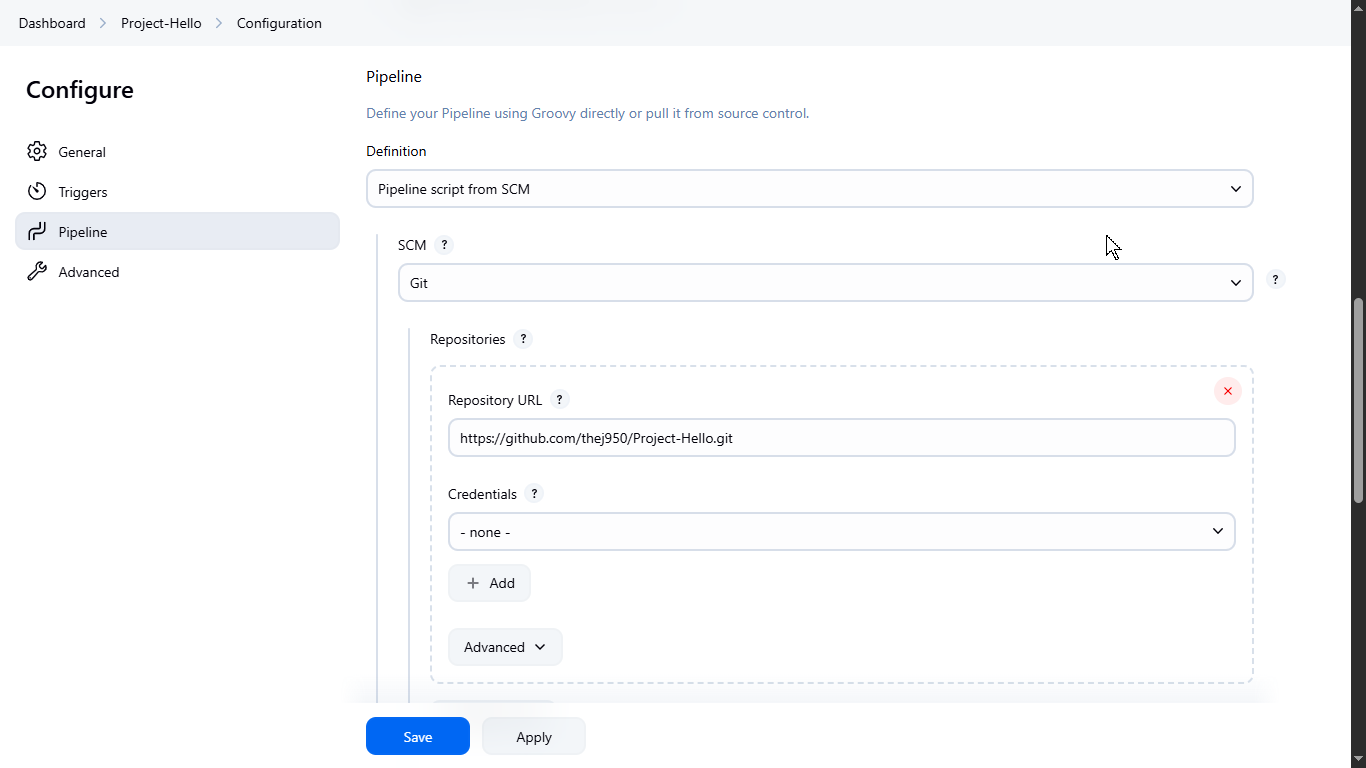 Dashboard > Project-Hello > Configuration
Configure
General
Triggers
Pipeline
Advanced
Pipeline
Define your Pipeline using Groovy directly or pull it from source control.
Definition
Pipeline script from SCM
SCM ?
Git
?
Repositories ?
Repository URL ?
https://github.com/thej950/Project-Hello.git
Credentials ?
- none -
+ Add
Advanced
Save Apply